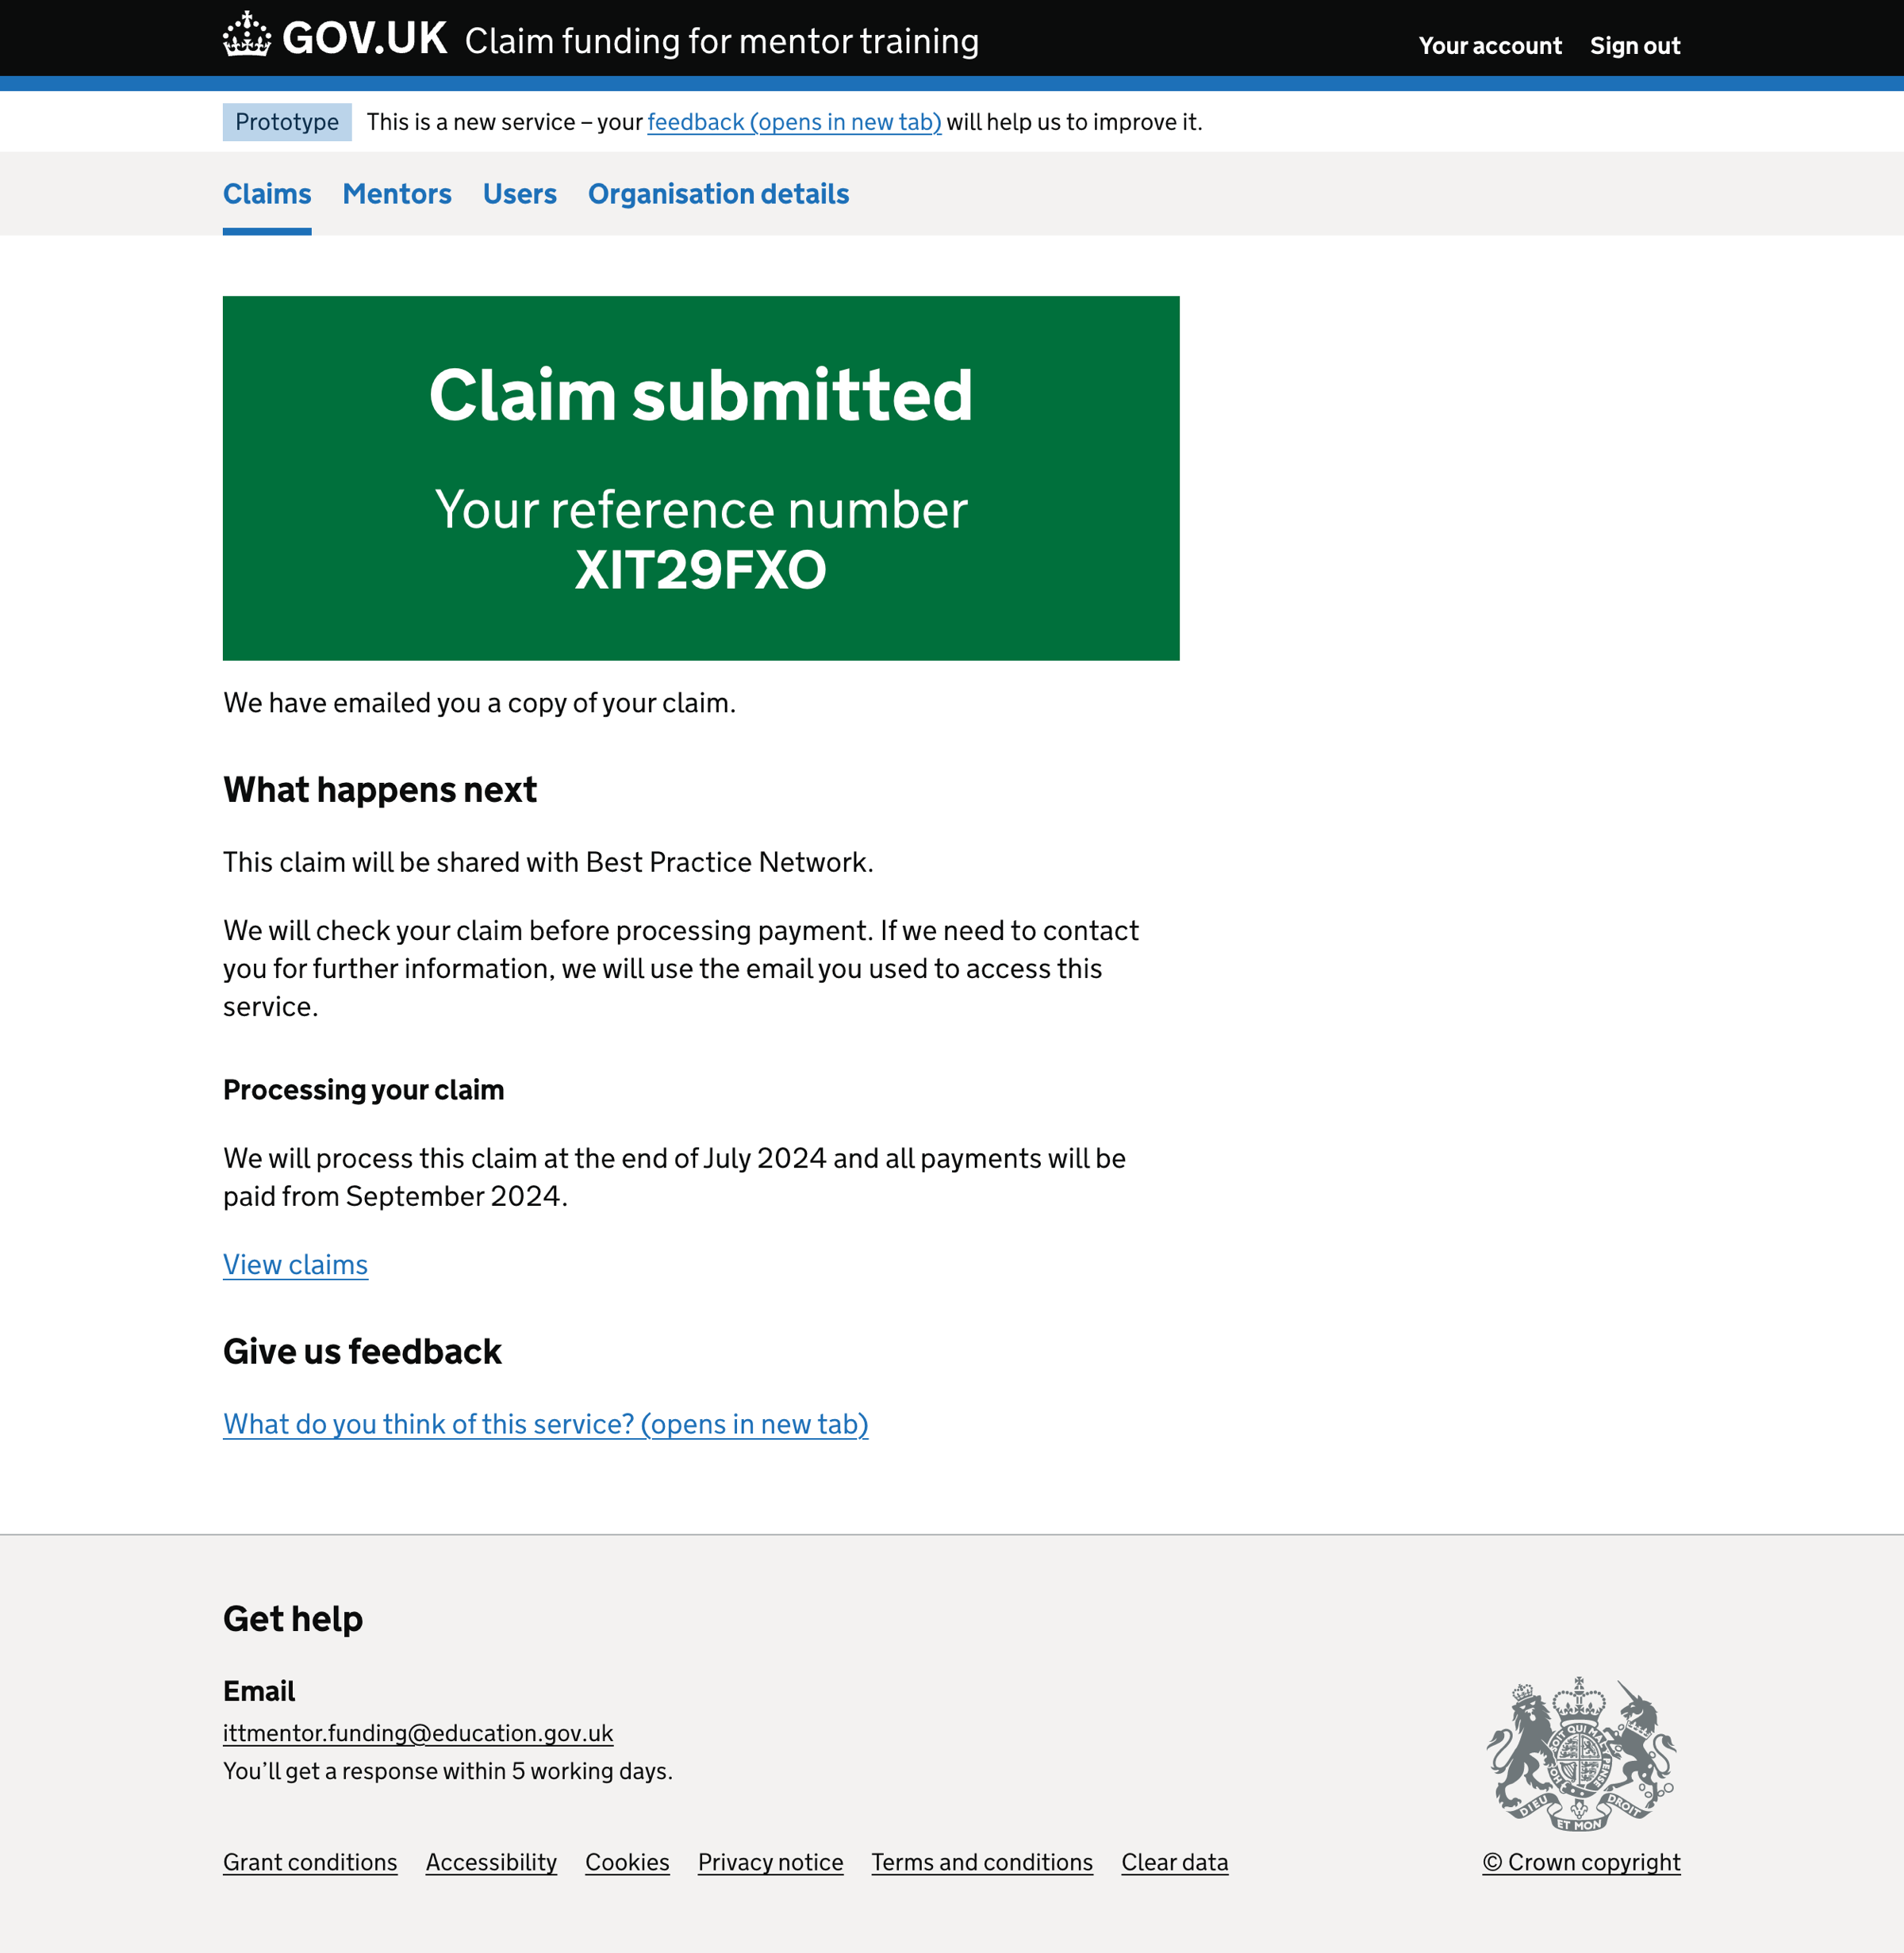 GOV.UK Claim funding for mentor training
Your account Sign out
Prototype This is a new service – your feedback (opens in new tab) will help us to improve it.
Claims Mentors Users Organisation details
Claim submitted
Your reference number
XIT29FXO
We have emailed you a copy of your claim.
What happens next
This claim will be shared with Best Practice Network.
We will check your claim before processing payment. If we need to contact
you for further information, we will use the email you used to access this
service.
Processing your claim
We will process this claim at the end of July 2024 and all payments will be
paid from September 2024.
View claims
Give us feedback
What do you think of this service? (opens in new tab)
Get help
Email
ittmentor.funding@education.gov.uk
You’ll get a response within 5 working days.
DIEU ET MON DROIT
Grant conditions Accessibility Cookies Privacy notice Terms and conditions Clear data
© Crown copyright